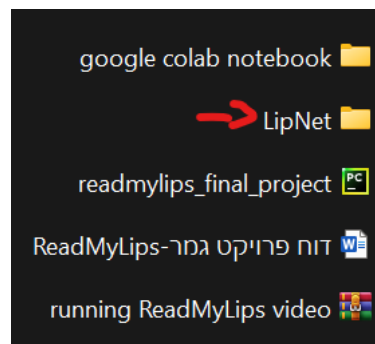 google colab notebook
LipNet
readmylips_final_project
דוח פרויקט גמר-ReadMyLips
running ReadMyLips video